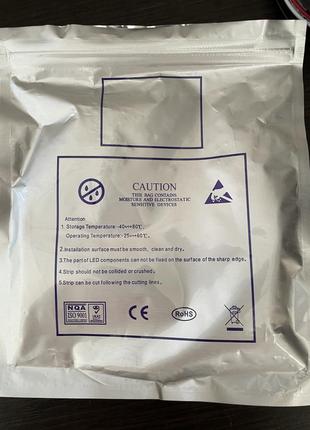 CAUTION
THIS BAG CONTAINS
MOISTURE AND ELECTROSTATIC
SENSITIVE DEVICES
Attention
1. Storage Temperature:-40~+80℃,
Operating Temperature:-25~+60℃.
2.Installation surface must be smooth, clean and dry.
3.The part of LED components can not be fixed on the surface of the sharp edge.
4.Strip should not be collided or crushed.
5.Strip can be cut following the cutting lines.
NQA
ISO 9001
CE
RoHS